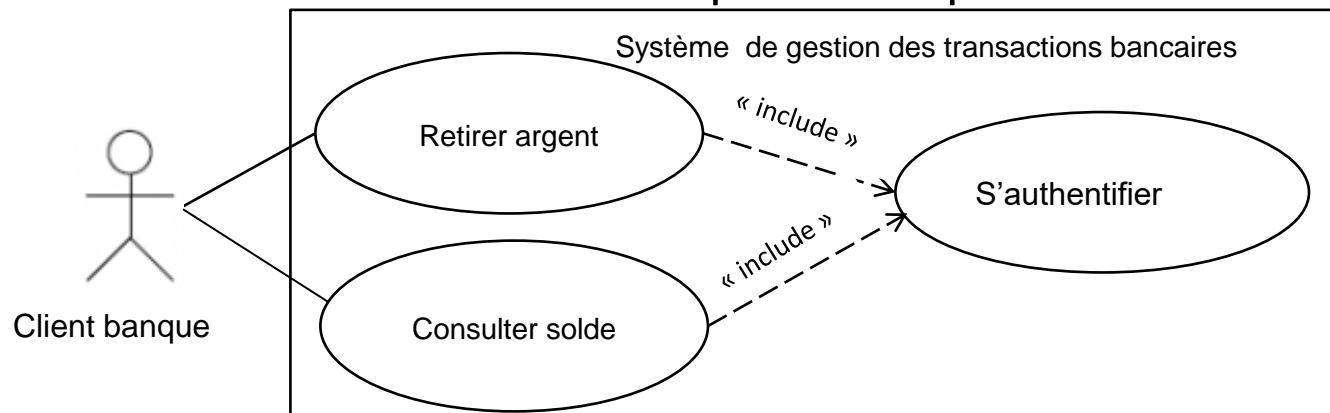 Système de gestion des transactions bancaires
« include »
Retirer argent
S’authentifier
« include »
Consulter solde
Client banque